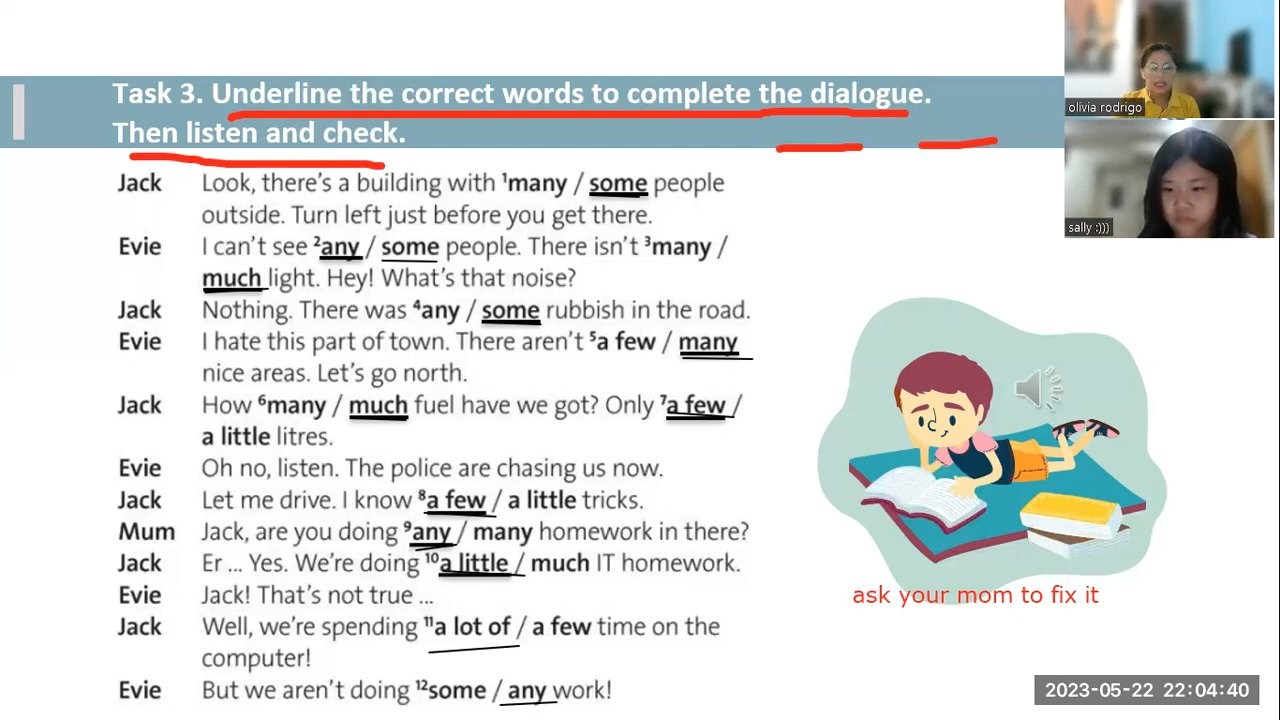 Task 3. Underline the correct words to complete the dialogue.
Then listen and check.
olivia rodrigo
sally :)))
Jack Look, there's a building with ¹many / some people
outside. Turn left just before you get there.
Evie I can't see ²any / some people. There isn't ³many /
much light. Hey! What's that noise?
Jack Nothing. There was ⁴any / some rubbish in the road.
Evie I hate this part of town. There aren't ⁵a few / many
nice areas. Let's go north.
Jack How ⁶many / much fuel have we got? Only ⁷a few /
a little litres.
Evie Oh no, listen. The police are chasing us now.
Jack Let me drive. I know ⁸a few / a little tricks.
Mum Jack, are you doing ⁹any / many homework in there?
Jack Er ... Yes. We're doing ¹⁰a little / much IT homework.
Evie Jack! That's not true ...
Jack Well, we're spending ¹¹a lot of / a few time on the
computer!
Evie But we aren't doing ¹²some / any work!
ask your mom to fix it
2023-05-22 22:04:40